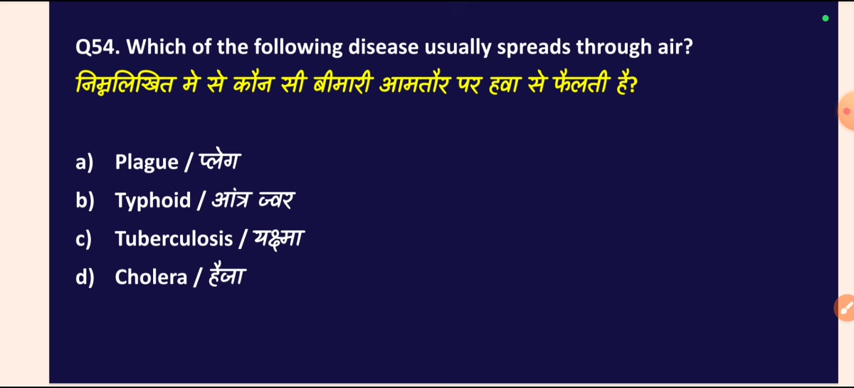 Q54. Which of the following disease usually spreads through air?
निम्नलिखित मे से कौन सी बीमारी आमतौर पर हवा से फैलती है?
a) Plague / प्लेग
b) Typhoid / आंत्र ज्वर
c) Tuberculosis / यक्ष्मा
d) Cholera / हैजा